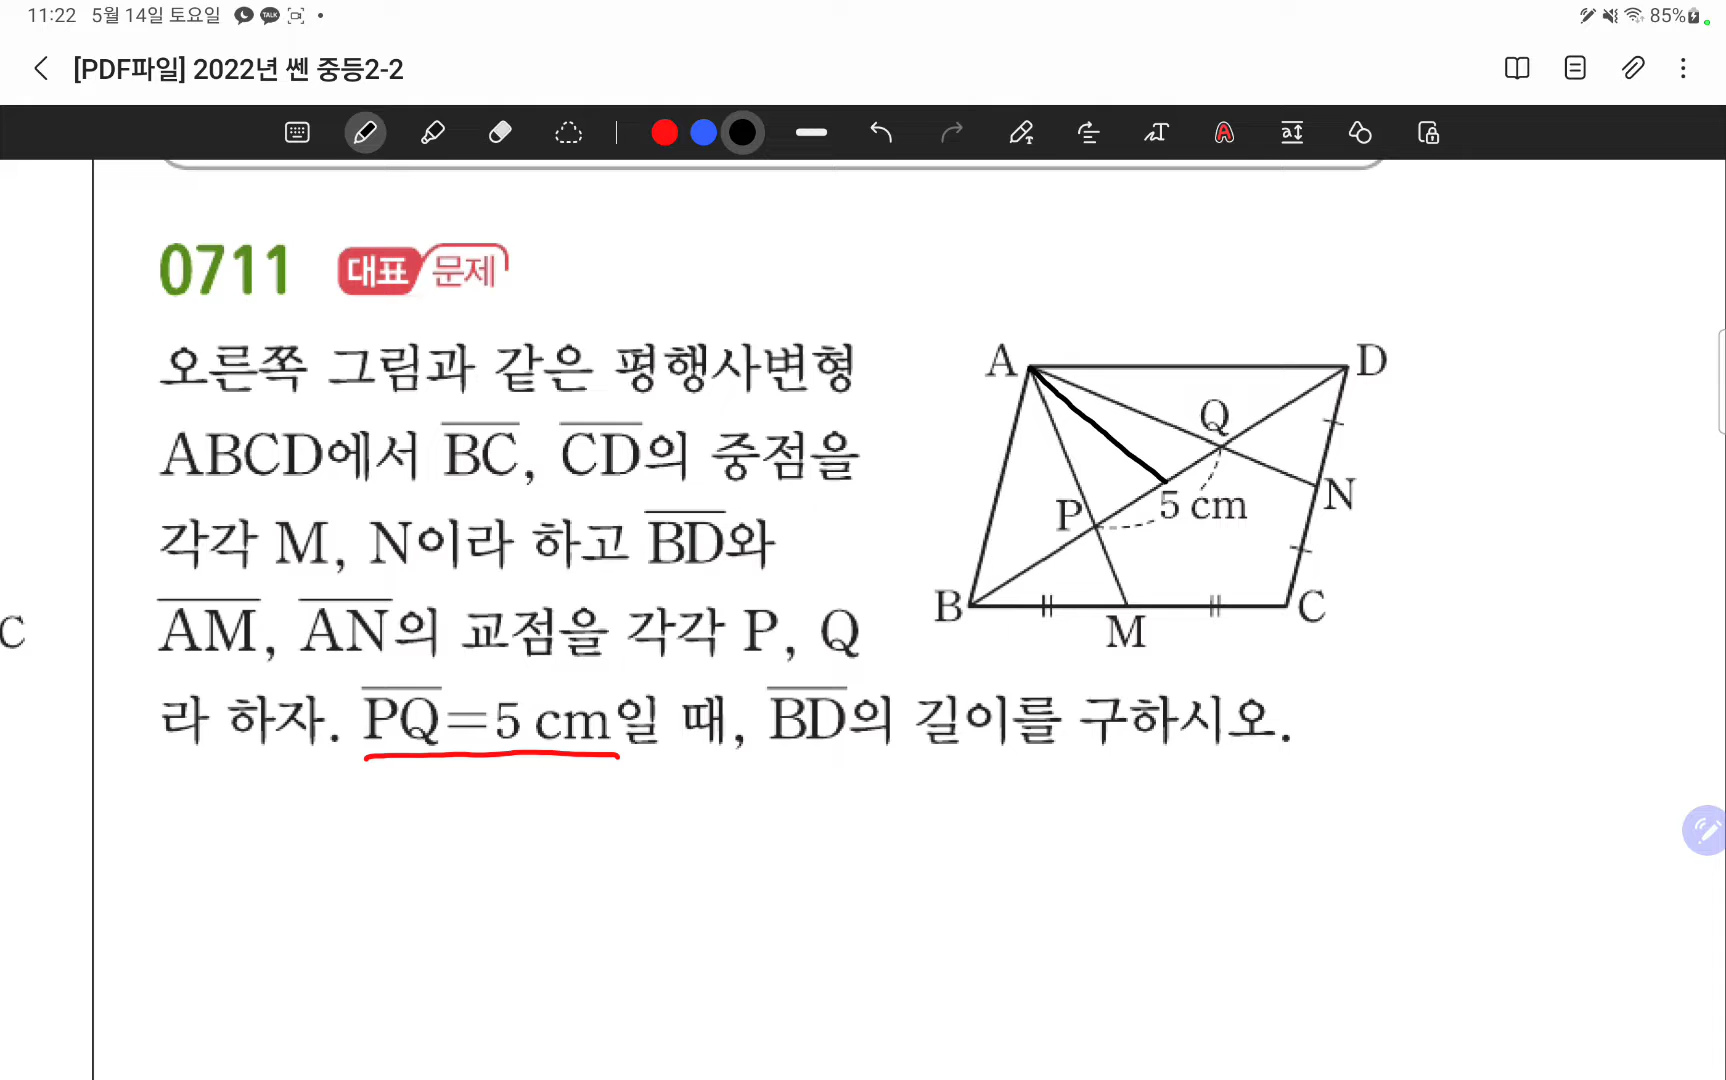 11:22 5월 14일 토요일 TALK 85%
[PDF파일] 2022년 쎈 중등2-2
0711 대표 문제
오른쪽 그림과 같은 평행사변형
ABCD에서 BC, CD의 중점을
각각 M, N이라 하고 BD와
AM, AN의 교점을 각각 P, Q
라 하자. PQ=5 cm일 때, BD의 길이를 구하시오.
A D
Q
P 5 cm N
B M C
C